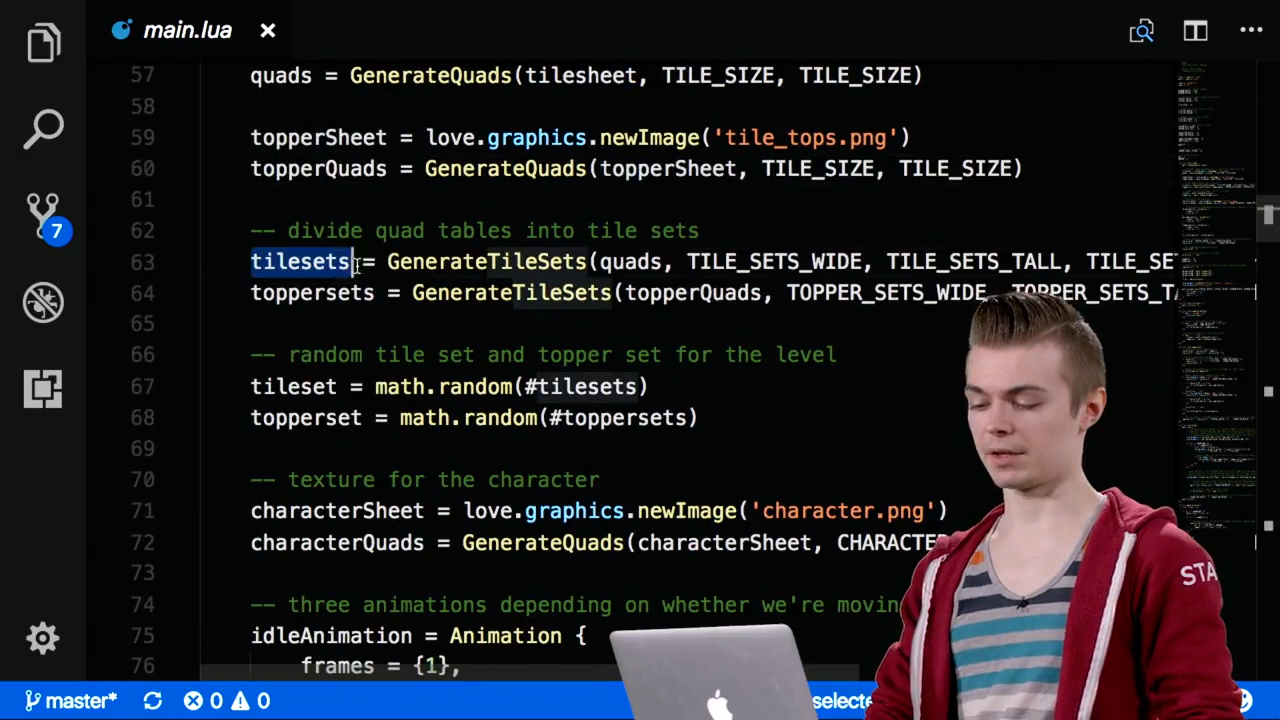 main.lua
57 quads = GenerateQuads(tilesheet, TILE_SIZE, TILE_SIZE)
58
59 topperSheet = love.graphics.newImage('tile_tops.png')
60 topperQuads = GenerateQuads(topperSheet, TILE_SIZE, TILE_SIZE)
61
62 -- divide quad tables into tile sets
63 tilesets = GenerateTileSets(quads, TILE_SETS_WIDE, TILE_SETS_TALL, TILE_SET
64 toppersets = GenerateTileSets(topperQuads, TOPPER_SETS_WIDE, TOPPER_SETS_TA
65
66 -- random tile set and topper set for the level
67 tileset = math.random(#tilesets)
68 topperset = math.random(#toppersets)
69
70 -- texture for the character
71 characterSheet = love.graphics.newImage('character.png')
72 characterQuads = GenerateQuads(characterSheet, CHARACTE
73
74 -- three animations depending on whether we're movin
75 idleAnimation = Animation {
76 frames = {1},
7
STA
master* 0 0 selecte